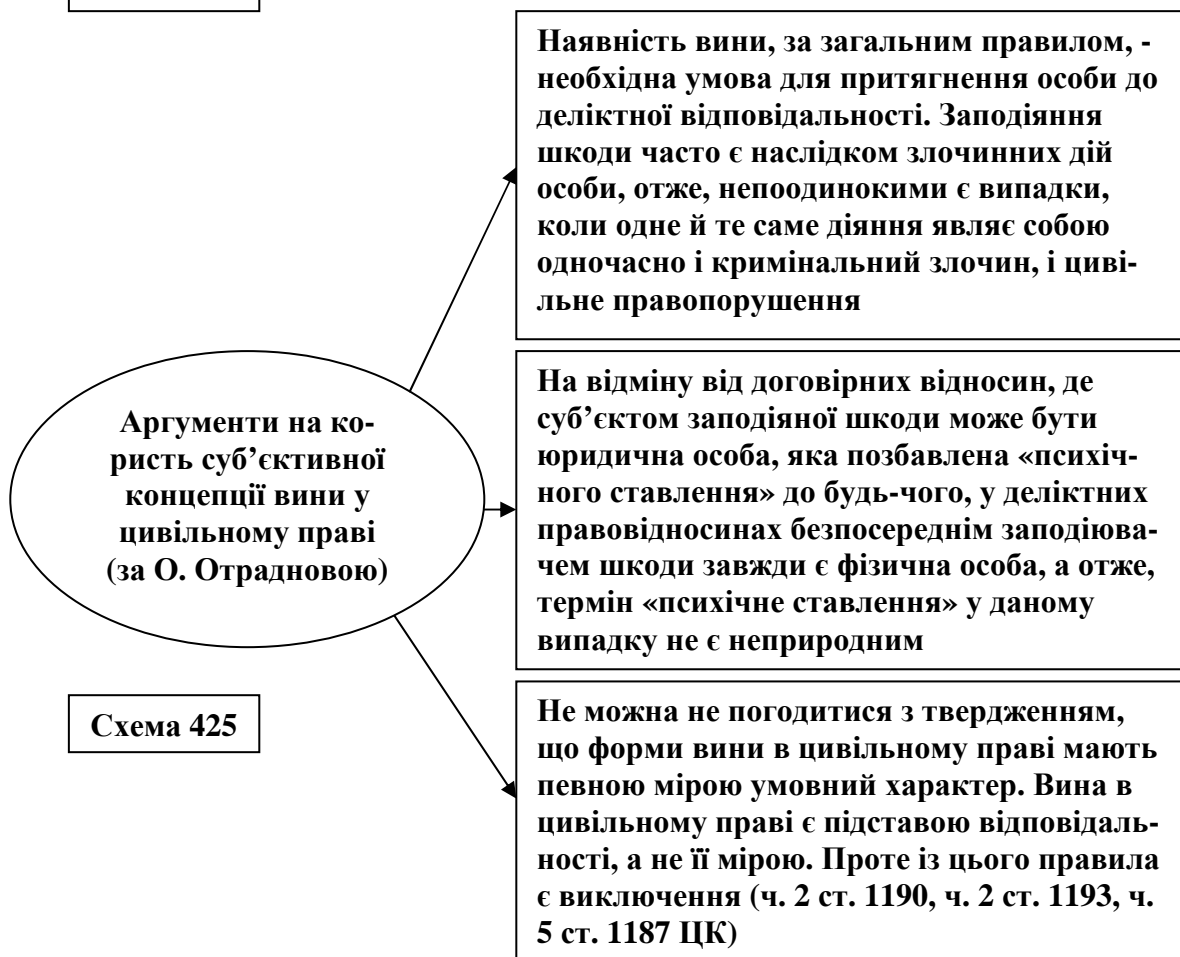 Наявність вини, за загальним правилом, -
необхідна умова для притягнення особи до
деліктної відповідальності. Заподіяння
шкоди часто є наслідком злочинних дій
особи, отже, непоодинокими є випадки,
коли одне й те саме діяння являє собою
одночасно і кримінальний злочин, і циві-
льне правопорушення
Аргументи на ко-
ристь суб’єктивної
концепції вини у
цивільному праві
(за О. Отрадновою)
На відміну від договірних відносин, де
суб’єктом заподіяної шкоди може бути
юридична особа, яка позбавлена «психіч-
ного ставлення» до будь-чого, у деліктних
правовідносинах безпосереднім заподіюва-
чем шкоди завжди є фізична особа, а отже,
термін «психічне ставлення» у даному
випадку не є неприродним
Схема 425
Не можна не погодитися з твердженням,
що форми вини в цивільному праві мають
певною мірою умовний характер. Вина в
цивільному праві є підставою відповідаль-
ності, а не її мірою. Проте із цього правила
є виключення (ч. 2 ст. 1190, ч. 2 ст. 1193, ч.
5 ст. 1187 ЦК)